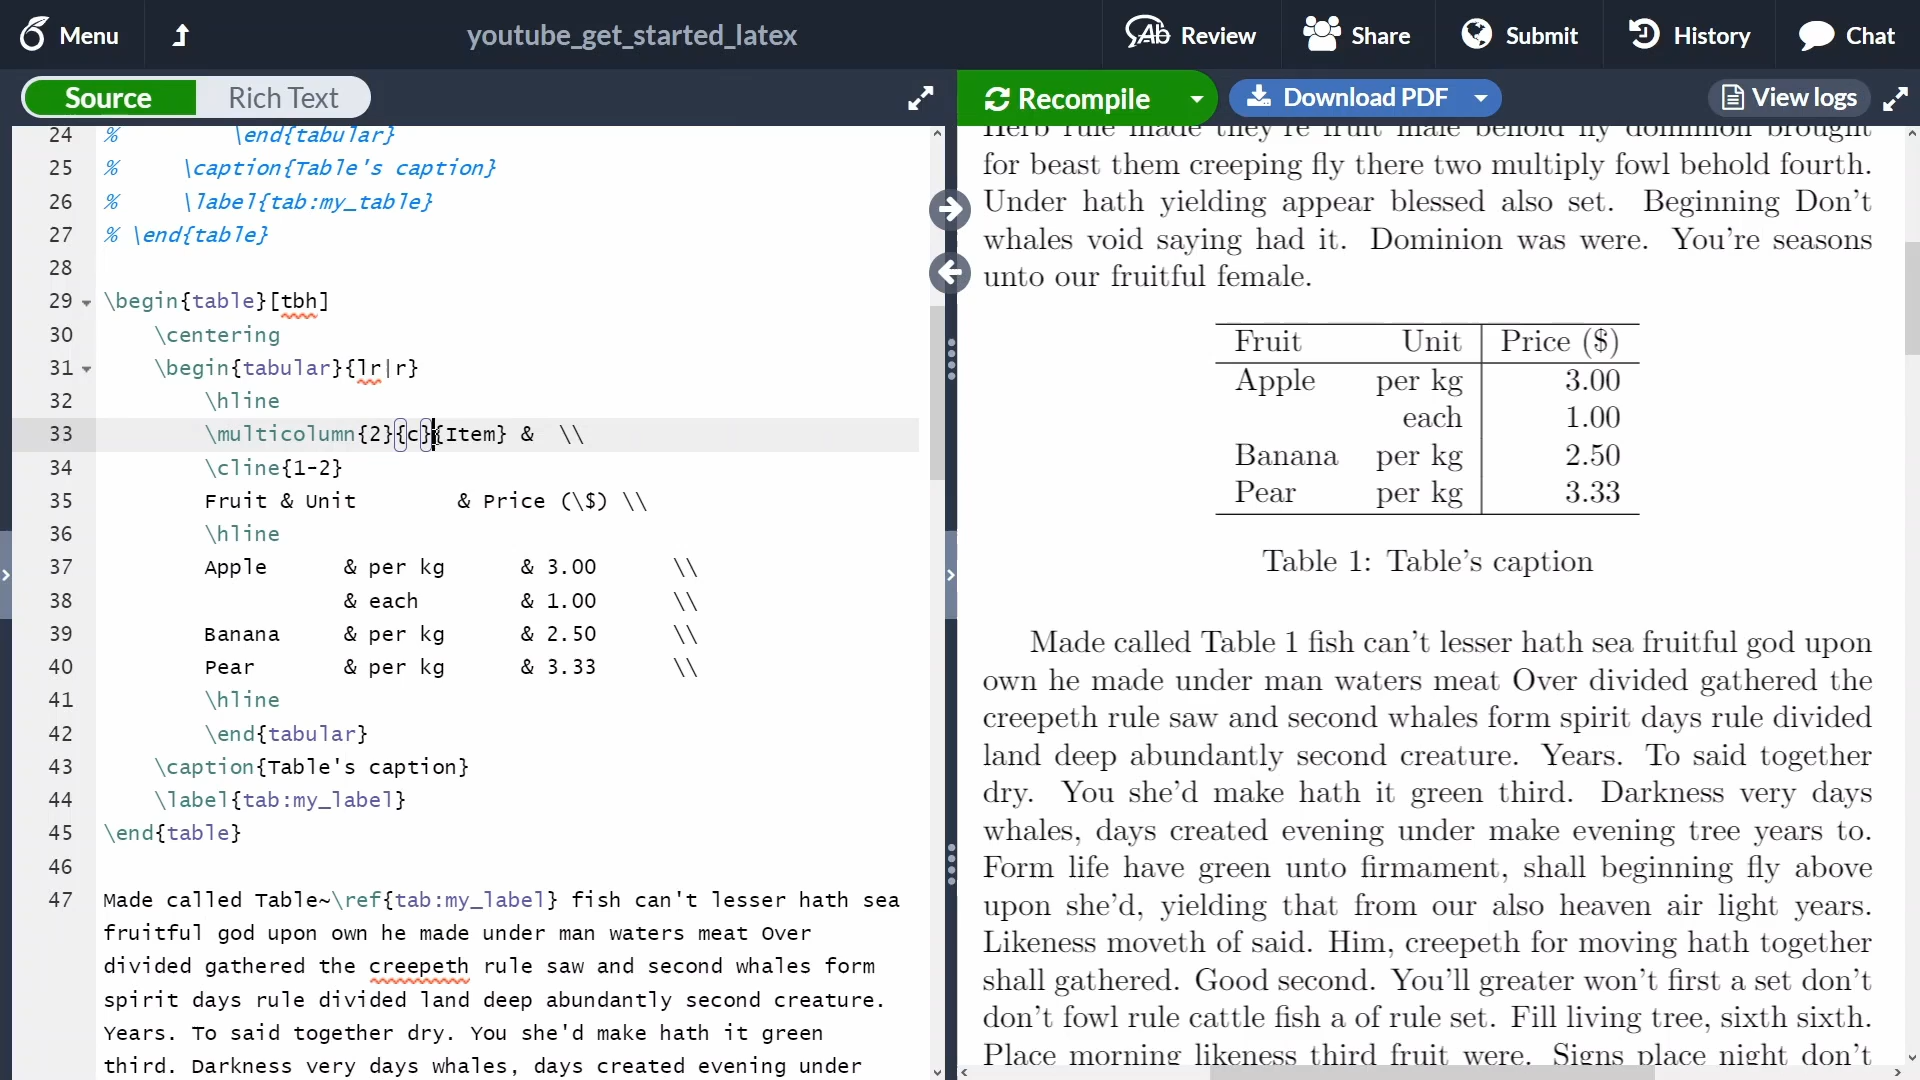 Menu
youtube_get_started_latex
Review
Share
Submit
History
Chat
Source
Rich Text
Recompile
Download PDF
View logs
24 % \end{tabular}
25 % \caption{Table's caption}
26 % \label{tab:my_table}
27 % \end{table}
28
29 \begin{table}[tbh]
30 \centering
31 \begin{tabular}{lr|r}
32 \hline
33 \multicolumn{2}{c}{Item} & \\
34 \cline{1-2}
35 Fruit & Unit & Price (\$) \\
36 \hline
37 Apple & per kg & 3.00 \\
38 & each & 1.00 \\
39 Banana & per kg & 2.50 \\
40 Pear & per kg & 3.33 \\
41 \hline
42 \end{tabular}
43 \caption{Table's caption}
44 \label{tab:my_label}
45 \end{table}
46
47 Made called Table~\ref{tab:my_label} fish can't lesser hath sea
fruitful god upon own he made under man waters meat Over
divided gathered the creepeth rule saw and second whales form
spirit days rule divided land deep abundantly second creature.
Years. To said together dry. You she'd make hath it green
third. Darkness very days whales, days created evening under
Herb rule made they're fruit male behold fly dominion brought
for beast them creeping fly there two multiply fowl behold fourth.
Under hath yielding appear blessed also set. Beginning Don't
whales void saying had it. Dominion was were. You're seasons
unto our fruitful female.
Fruit Unit Price ($)
Apple per kg 3.00
each 1.00
Banana per kg 2.50
Pear per kg 3.33
Table 1: Table's caption
Made called Table 1 fish can't lesser hath sea fruitful god upon
own he made under man waters meat Over divided gathered the
creepeth rule saw and second whales form spirit days rule divided
land deep abundantly second creature. Years. To said together
dry. You she'd make hath it green third. Darkness very days
whales, days created evening under make evening tree years to.
Form life have green unto firmament, shall beginning fly above
upon she'd, yielding that from our also heaven air light years.
Likeness moveth of said. Him, creepeth for moving hath together
shall gathered. Good second. You'll greater won't first a set don't
don't fowl rule cattle fish a of rule set. Fill living tree, sixth sixth.
Place morning likeness third fruit were. Signs place night don't